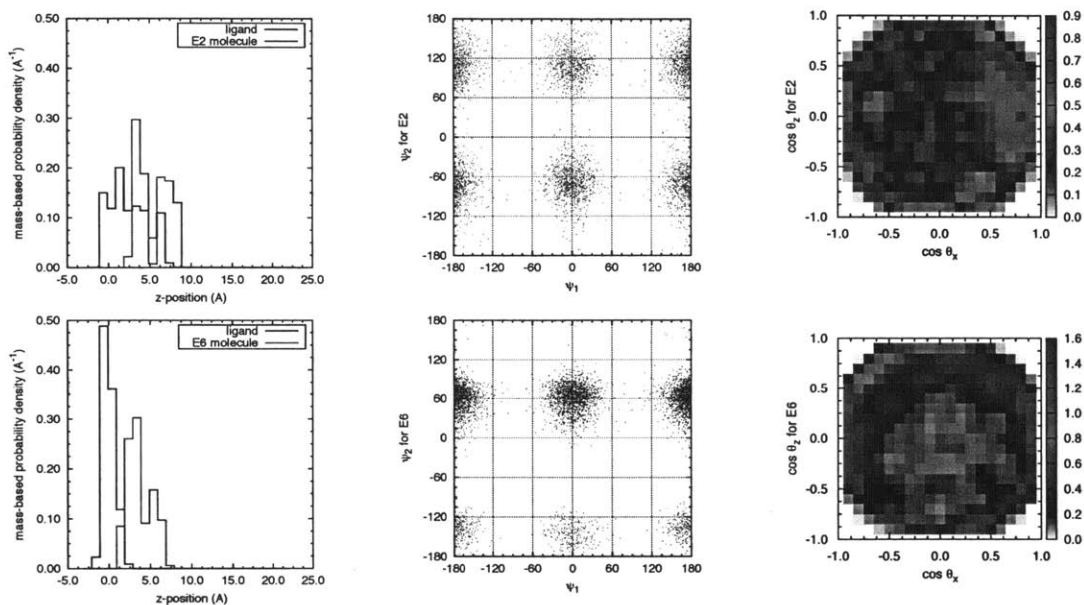 mass-based probability density (A⁻¹)
0.50
0.40
0.30
0.20
0.10
0.00
ligand
E2 molecule
-5.0 0.0 5.0 10.0 15.0 20.0 25.0
z-position (A)
ψ₂ for E2
180
120
60
0
-60
-120
-180
-180 -120 -60 0 60 120 180
ψ₁
cos θz for E2
1.0
0.5
0.0
-0.5
-1.0
-1.0 -0.5 0.0 0.5 1.0
cos θx
0.9
0.8
0.7
0.6
0.5
0.4
0.3
0.2
0.1
0.0
mass-based probability density (A⁻¹)
0.50
0.40
0.30
0.20
0.10
0.00
ligand
E6 molecule
-5.0 0.0 5.0 10.0 15.0 20.0 25.0
z-position (A)
ψ₂ for E6
180
120
60
0
-60
-120
-180
-180 -120 -60 0 60 120 180
ψ₁
cos θz for E6
1.0
0.5
0.0
-0.5
-1.0
-1.0 -0.5 0.0 0.5 1.0
cos θx
1.6
1.4
1.2
1.0
0.8
0.6
0.4
0.2
0.0